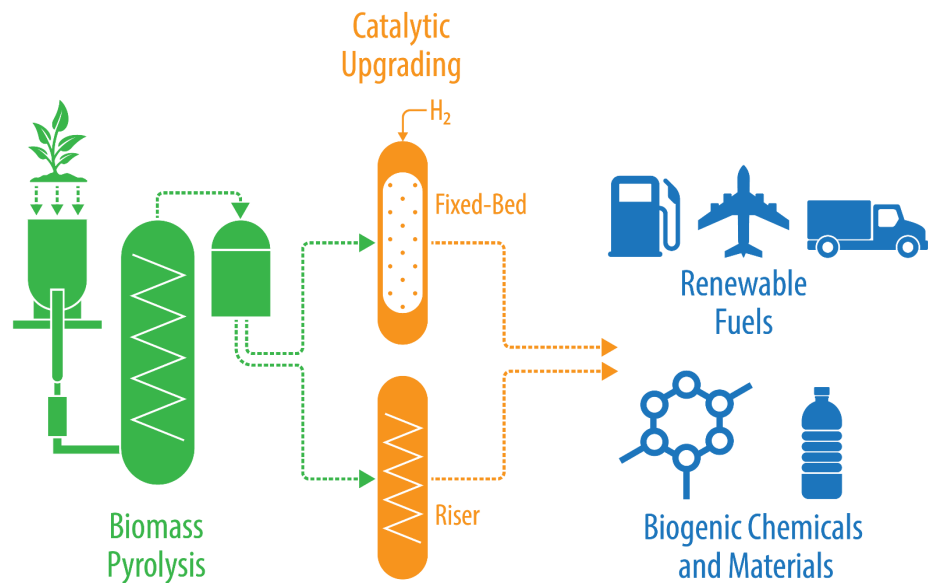 Catalytic
Upgrading
H₂
Fixed-Bed
Riser
Biomass
Pyrolysis
Renewable
Fuels
Biogenic Chemicals
and Materials